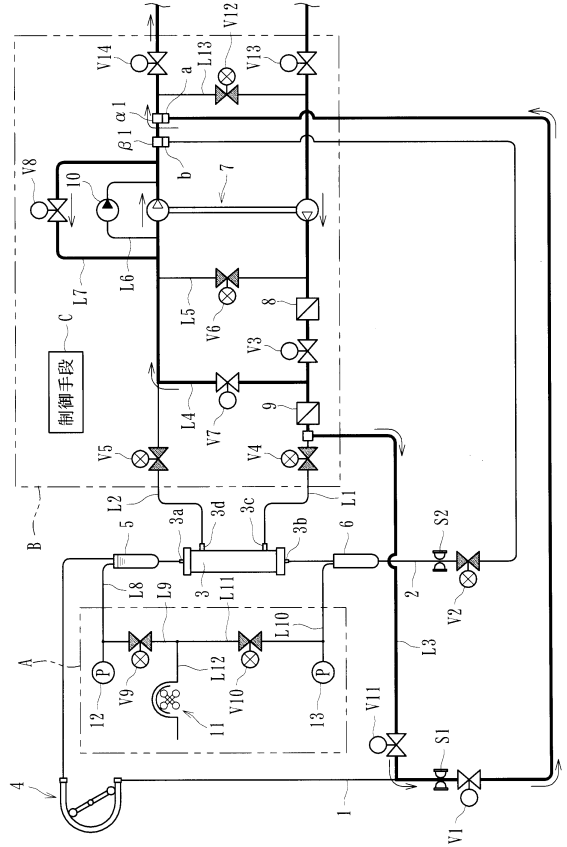 V14
V12
L13
V13
a
α1
β1
b
V8
10
7
L6
L7
L5
V6
8
V3
C
制御手段
L4
V7
9
V5
V4
B
L2
L1
5
3a
3d
3c
3
3b
6
S2
2
V2
A
L8
L9
L11
L10
L12
L3
P
12
V9
11
V10
P
13
V11
4
1
S1
V1